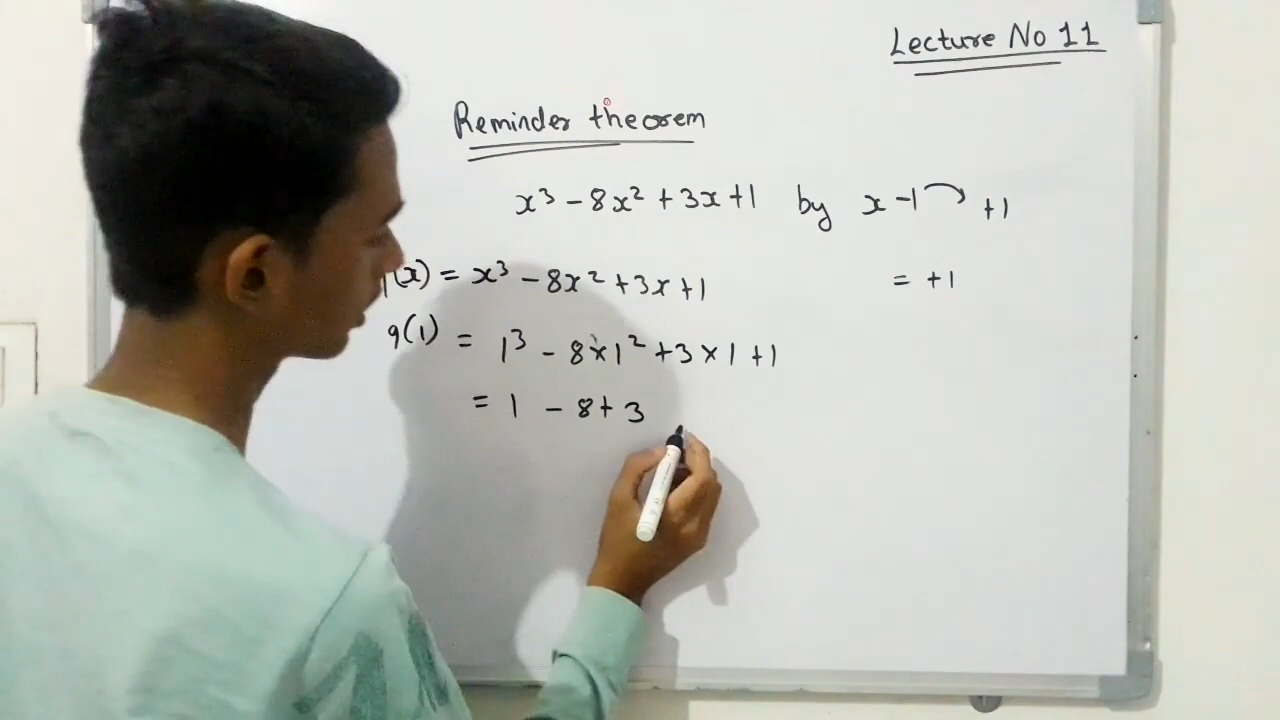 Lecture No 11
Reminder theorem
x³ - 8x² + 3x + 1 by x - 1 +1
(x) = x³ - 8x² + 3x + 1 = +1
q(1) = 1³ - 8 × 1² + 3 × 1 + 1
= 1 - 8 + 3